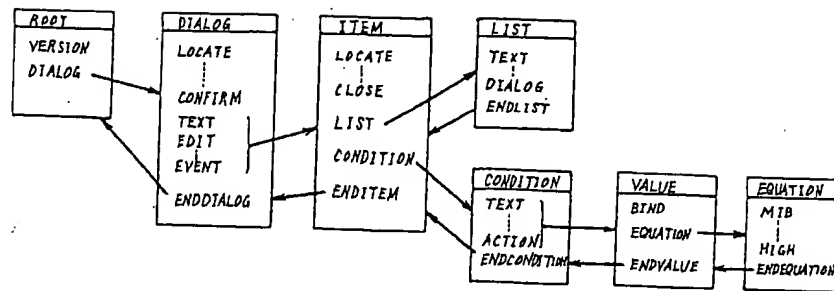 ROOT
VERSION
DIALOG
DIALOG
LOCATE
CONFIRM
TEXT
EDIT
EVENT
ENDDIALOG
ITEM
LOCATE
CLOSE
LIST
CONDITION
ENDITEM
LIST
TEXT
DIALOG
ENDLIST
CONDITION
TEXT
ACTION
ENDCONDITION
VALUE
BIND
EQUATION
ENDVALUE
EQUATION
MIB
HIGH
ENDEQUATION